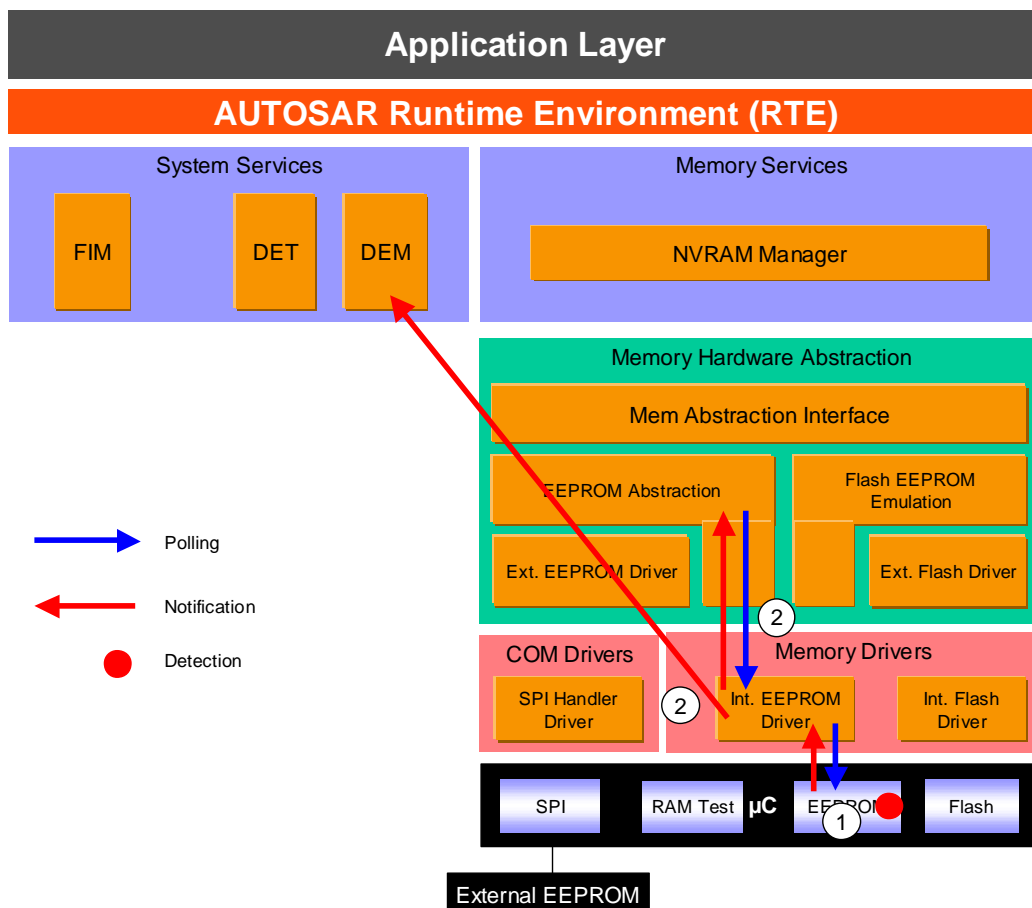 Application Layer
AUTOSAR Runtime Environment (RTE)
System Services
Memory Services
FIM
DET
DEM
NVRAM Manager
Memory Hardware Abstraction
Mem Abstraction Interface
EEPROM Abstraction
Flash EEPROM
Emulation
Ext. EEPROM Driver
Ext. Flash Driver
Polling
Notification
Detection
2
COM Drivers
Memory Drivers
SPI Handler
Driver
2
Int. EEPROM
Driver
Int. Flash
Driver
SPI
RAM Test
µC
EEPROM
1
Flash
External EEPROM